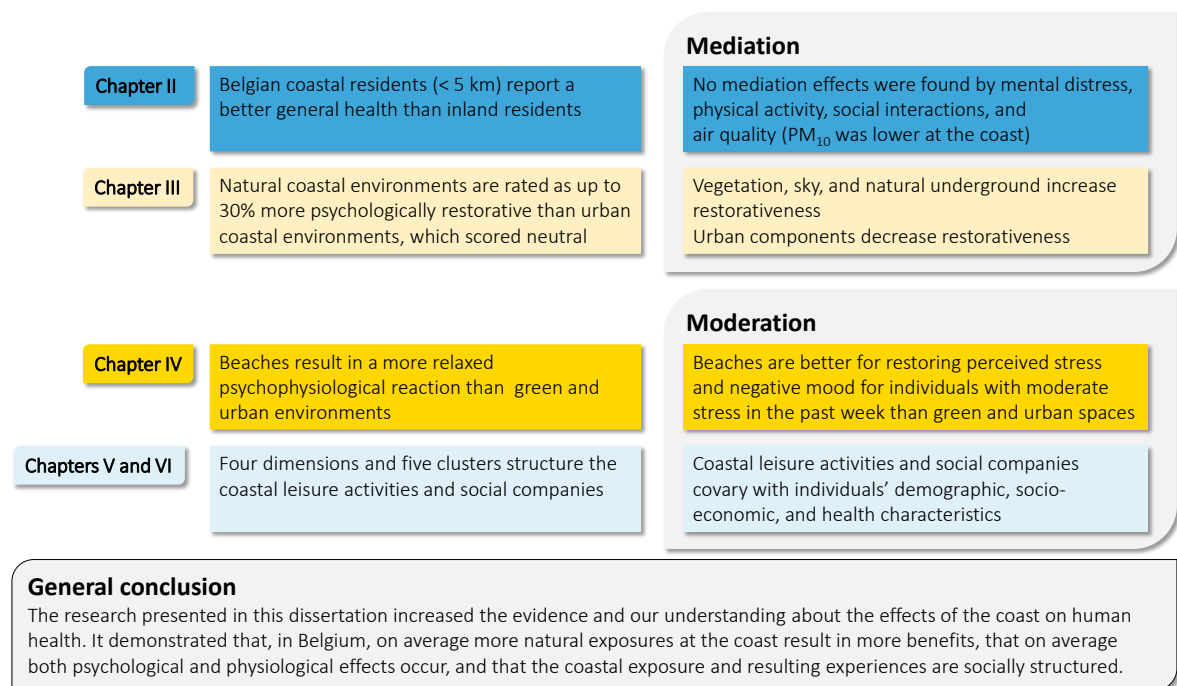 Mediation
Chapter II
Belgian coastal residents (< 5 km) report a
better general health than inland residents
No mediation effects were found by mental distress,
physical activity, social interactions, and
air quality (PM₁₀ was lower at the coast)
Chapter III
Natural coastal environments are rated as up to
30% more psychologically restorative than urban
coastal environments, which scored neutral
Vegetation, sky, and natural underground increase
restorativeness
Urban components decrease restorativeness
Moderation
Chapter IV
Beaches result in a more relaxed
psychophysiological reaction than green and
urban environments
Beaches are better for restoring perceived stress
and negative mood for individuals with moderate
stress in the past week than green and urban spaces
Chapters V and VI
Four dimensions and five clusters structure the
coastal leisure activities and social companies
Coastal leisure activities and social companies
covary with individuals’ demographic, socio-
economic, and health characteristics
General conclusion
The research presented in this dissertation increased the evidence and our understanding about the effects of the coast on human
health. It demonstrated that, in Belgium, on average more natural exposures at the coast result in more benefits, that on average
both psychological and physiological effects occur, and that the coastal exposure and resulting experiences are socially structured.